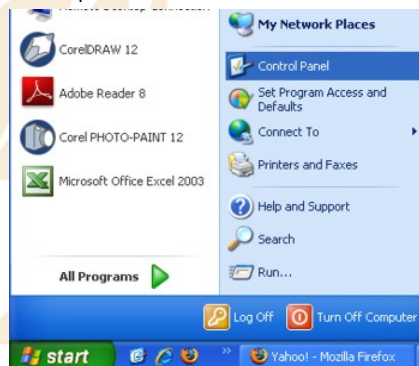 CorelDRAW 12
Adobe Reader 8
Corel PHOTO-PAINT 12
Microsoft Office Excel 2003
All Programs
My Network Places
Control Panel
Set Program Access and
Defaults
Connect To
Printers and Faxes
Help and Support
Search
Run...
Log Off
Turn Off Computer
start
Yahoo! - Mozilla Firefox